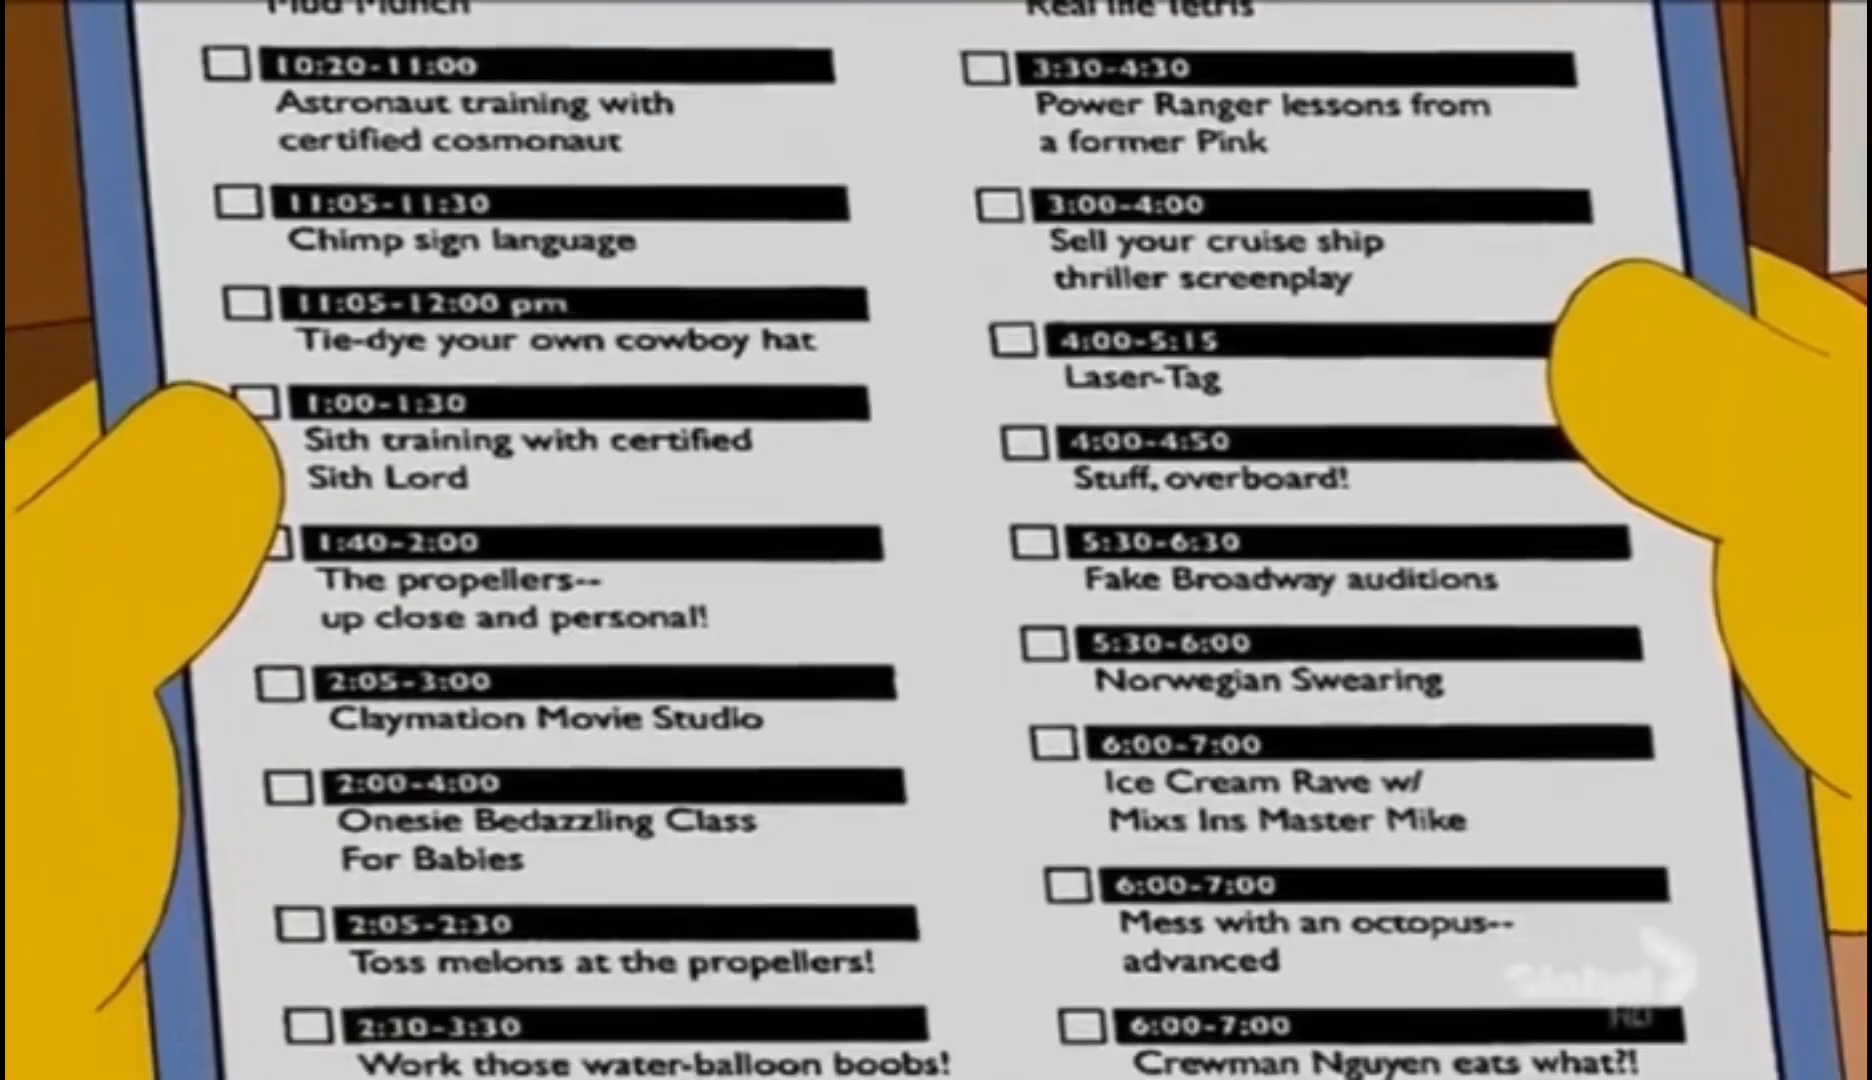 Mud Munch
10:20-11:00
Astronaut training with
certified cosmonaut
11:05-11:30
Chimp sign language
11:05-12:00 pm
Tie-dye your own cowboy hat
1:00-1:30
Sith training with certified
Sith Lord
1:40-2:00
The propellers--
up close and personal!
2:05-3:00
Claymation Movie Studio
2:00-4:00
Onesie Bedazzling Class
For Babies
2:05-2:30
Toss melons at the propellers!
2:30-3:30
Work those water-balloon boobs!
Real life Tetris
3:30-4:30
Power Ranger lessons from
a former Pink
3:00-4:00
Sell your cruise ship
thriller screenplay
4:00-5:15
Laser-Tag
4:00-4:50
Stuff, overboard!
5:30-6:30
Fake Broadway auditions
5:30-6:00
Norwegian Swearing
6:00-7:00
Ice Cream Rave w/
Mixs Ins Master Mike
6:00-7:00
Mess with an octopus--
advanced
6:00-7:00
Crewman Nguyen eats what?!
Global
HD